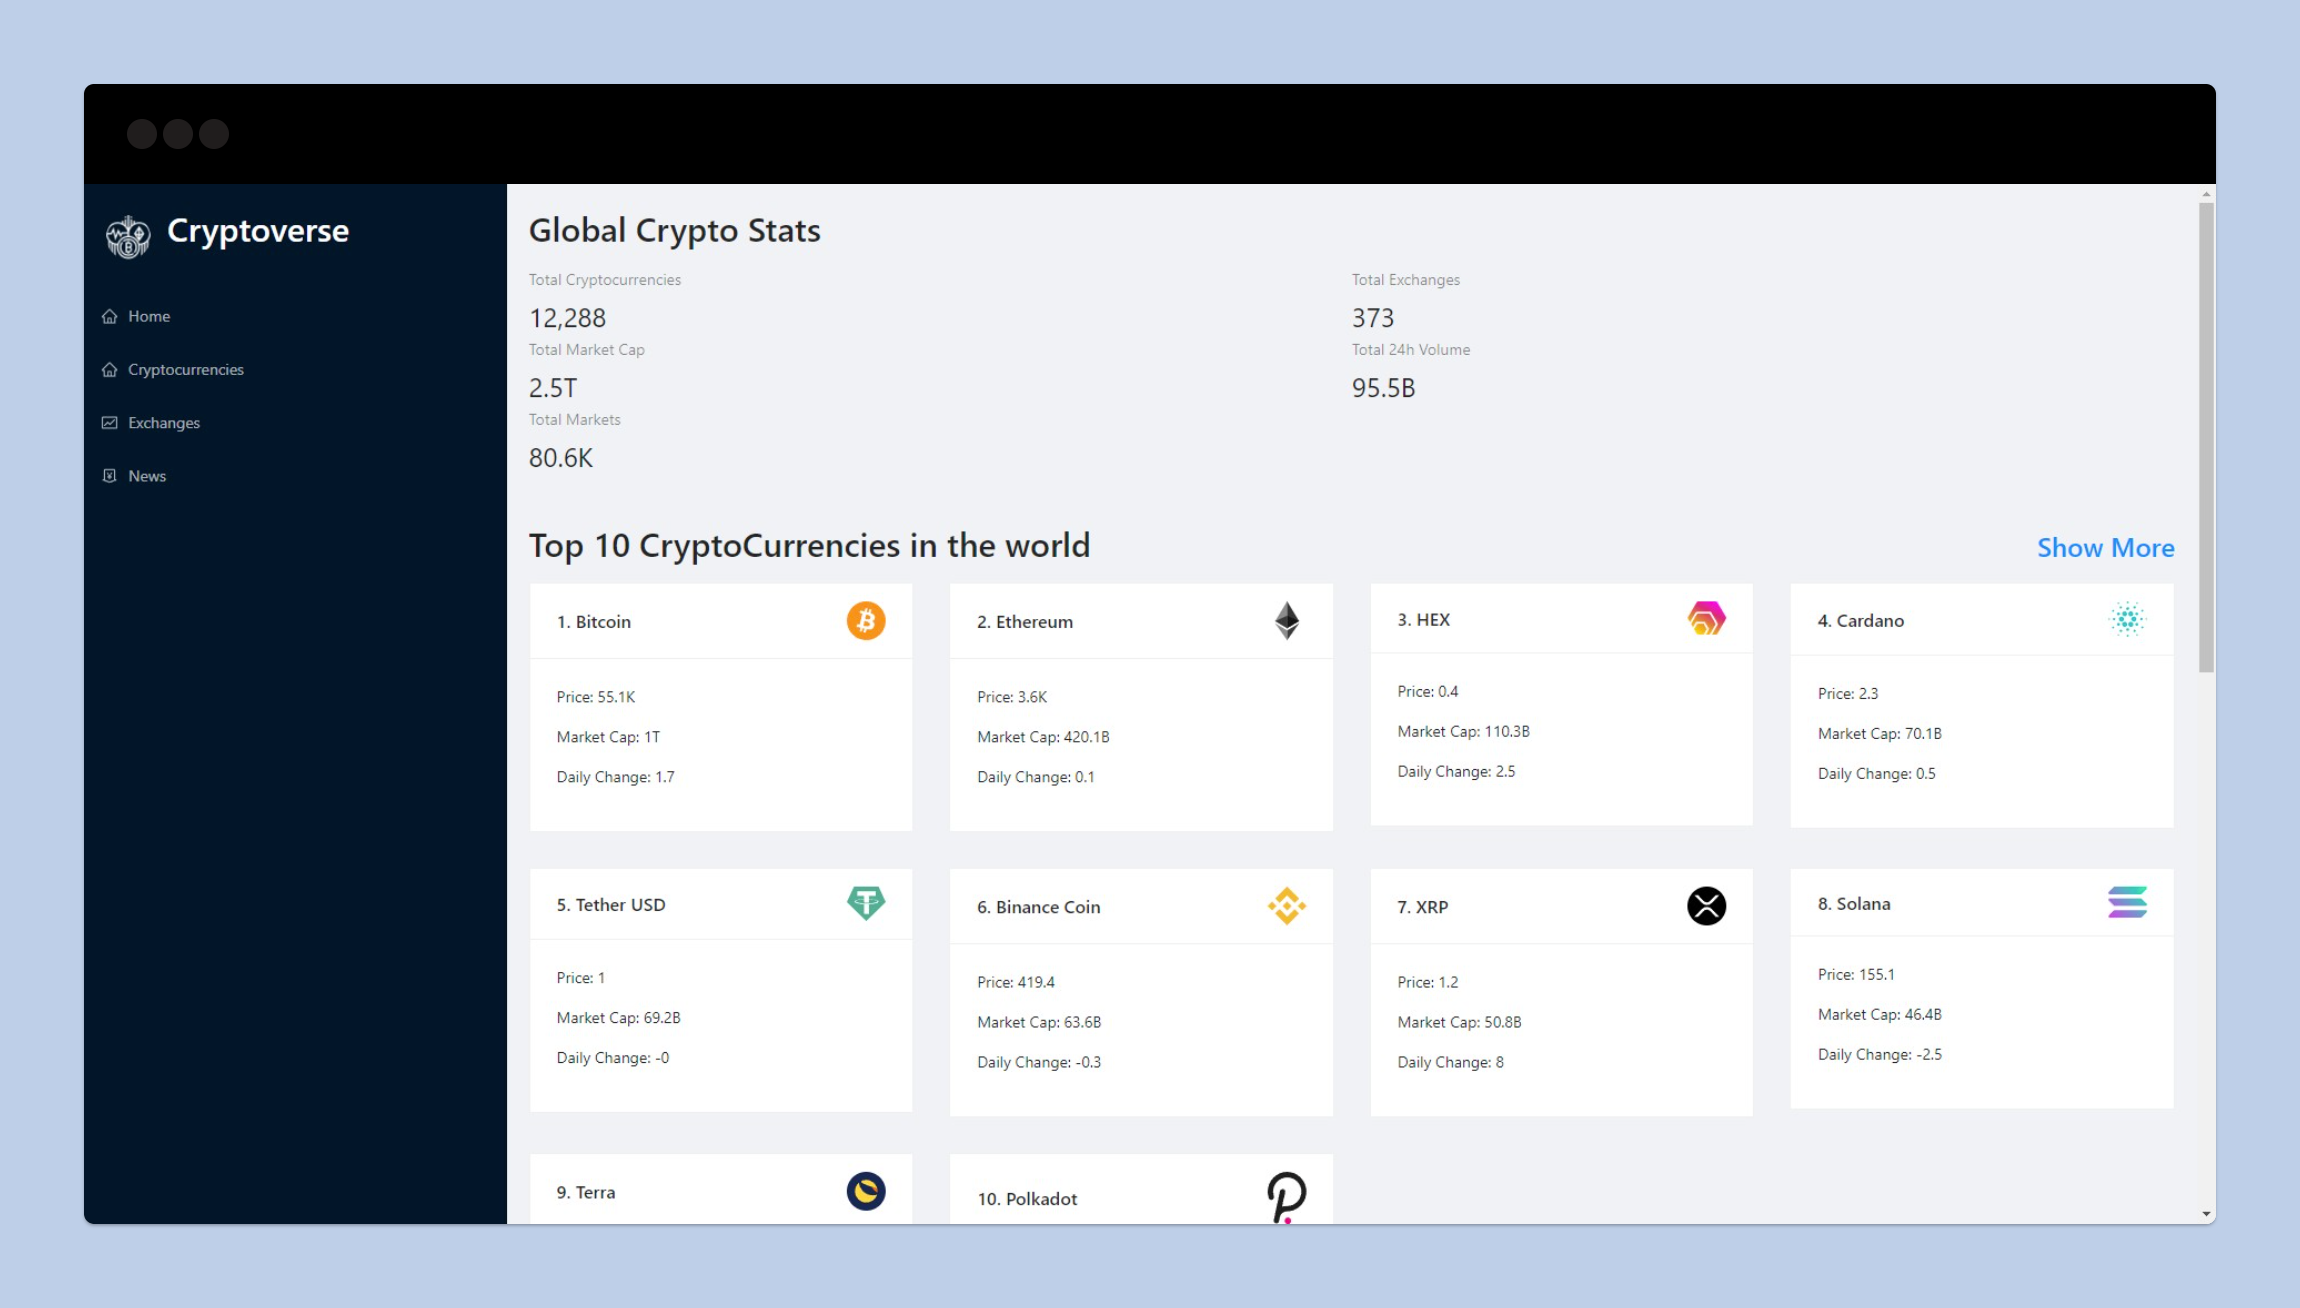 Cryptoverse
Home
Cryptocurrencies
Exchanges
News
Global Crypto Stats
Total Cryptocurrencies
12,288
Total Exchanges
373
Total Market Cap
2.5T
Total 24h Volume
95.5B
Total Markets
80.6K
Top 10 CryptoCurrencies in the world
Show More
1. Bitcoin
Price: 55.1K
Market Cap: 1T
Daily Change: 1.7
2. Ethereum
Price: 3.6K
Market Cap: 420.1B
Daily Change: 0.1
3. HEX
Price: 0.4
Market Cap: 110.3B
Daily Change: 2.5
4. Cardano
Price: 2.3
Market Cap: 70.1B
Daily Change: 0.5
5. Tether USD
Price: 1
Market Cap: 69.2B
Daily Change: -0
6. Binance Coin
Price: 419.4
Market Cap: 63.6B
Daily Change: -0.3
7. XRP
Price: 1.2
Market Cap: 50.8B
Daily Change: 8
8. Solana
Price: 155.1
Market Cap: 46.4B
Daily Change: -2.5
9. Terra
10. Polkadot